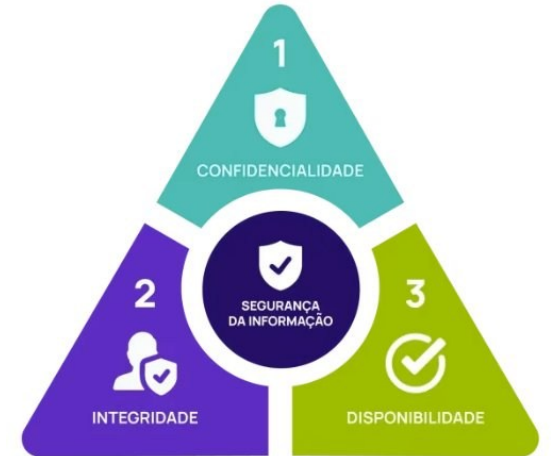 1
CONFIDENCIALIDADE
SEGURANÇA
DA INFORMAÇÃO
2
INTEGRIDADE
3
DISPONIBILIDADE